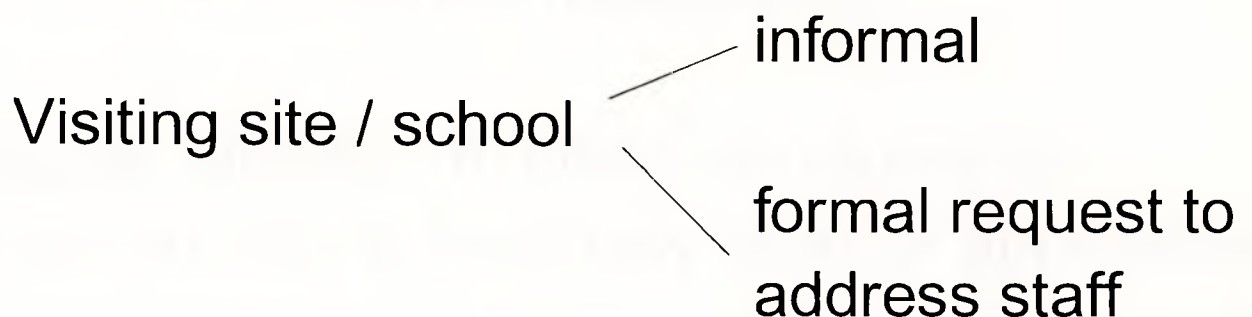 informal
Visiting site / school
formal request to
address staff